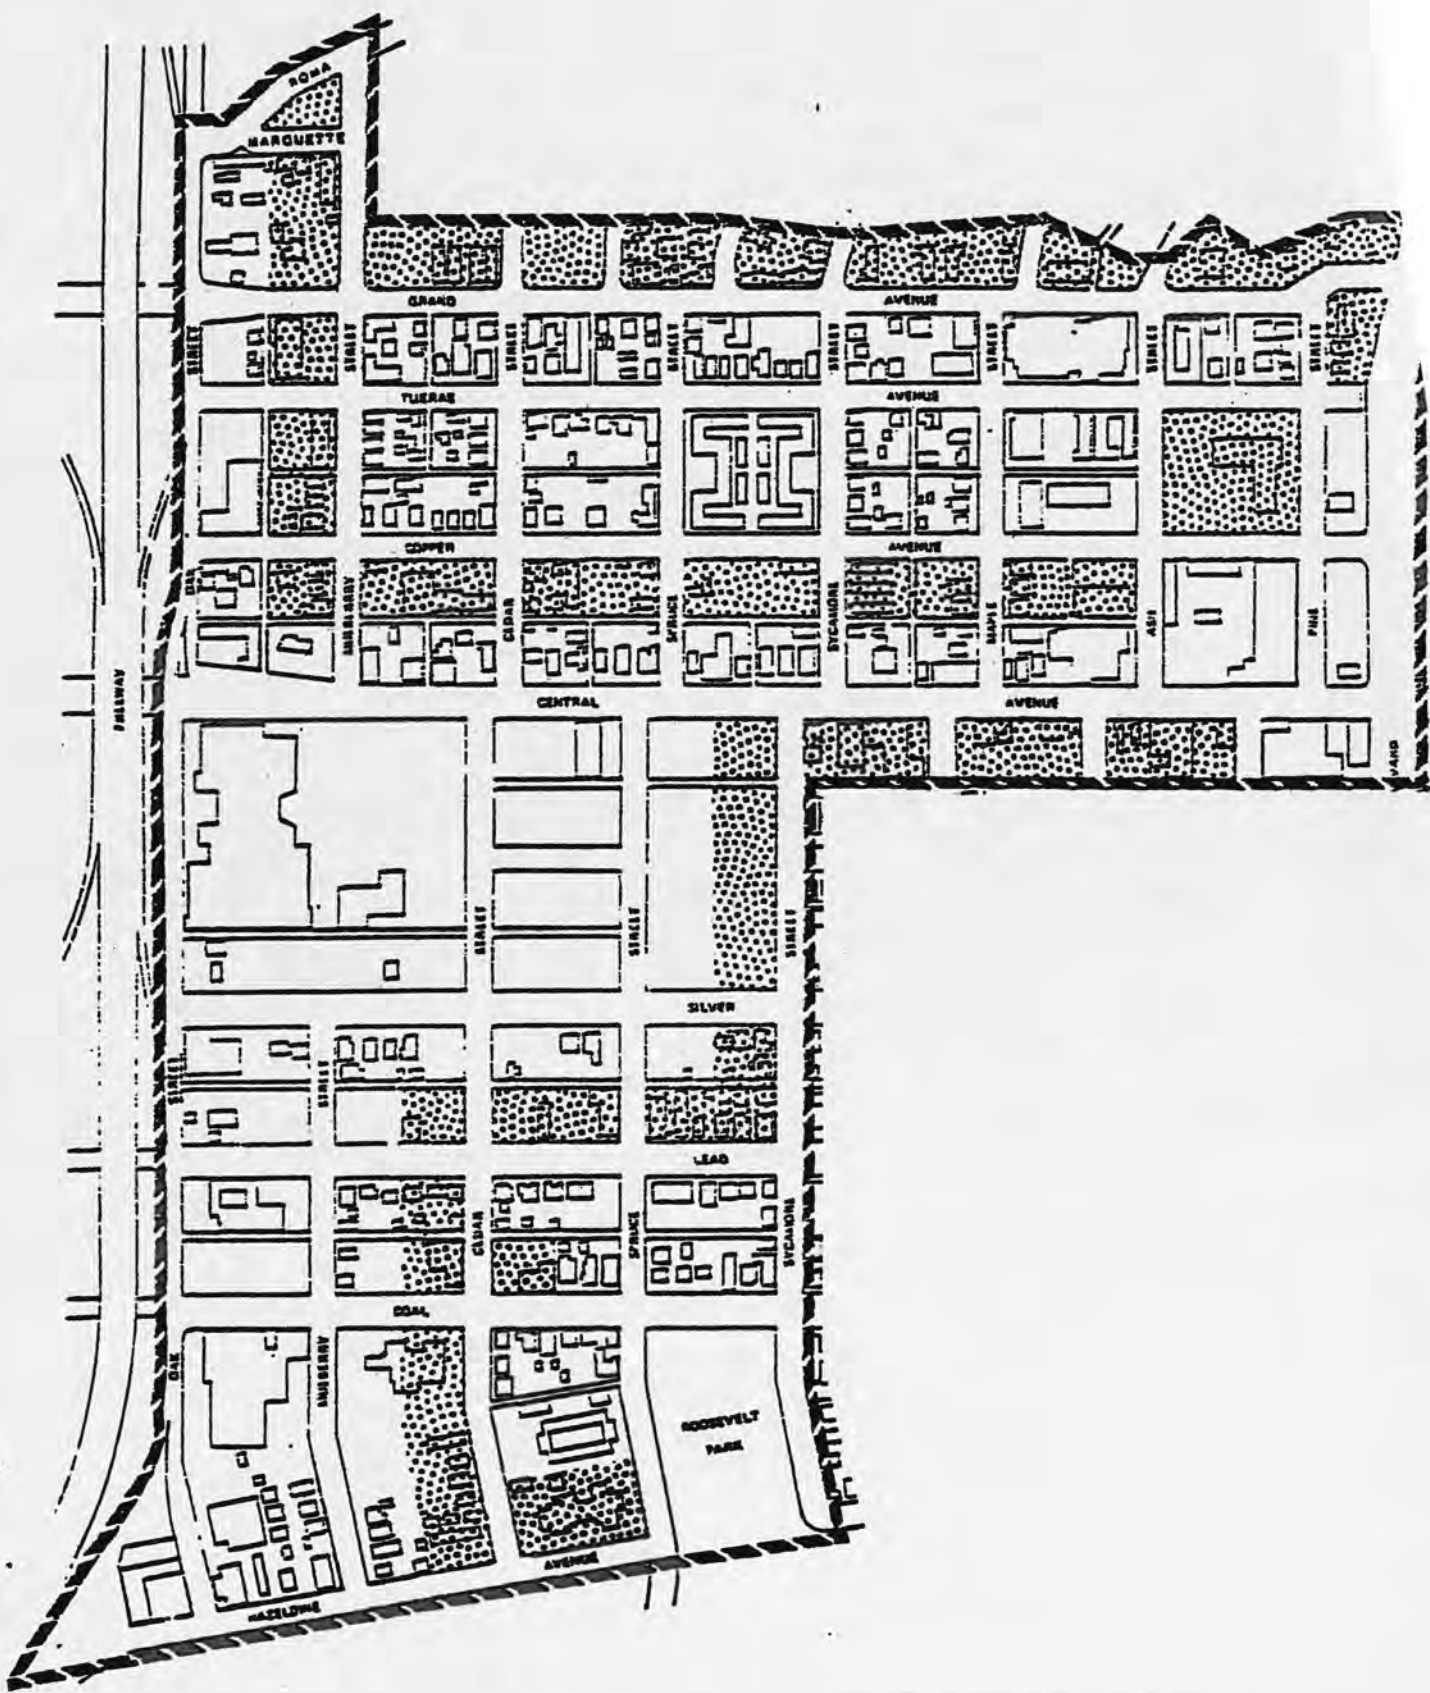 ROMA
MARQUETTE
GRAND AVENUE
STREET STREET STREET STREET STREET STREET STREET STREET
TIJERAS AVENUE
COPPER AVENUE
OAK MULBERRY CEDAR SPRUCE SYCAMORE MAPLE ASH PINE
CENTRAL AVENUE
STREET STREET STREET
SILVER
STREET STREET
LEAD
CEDAR SPRUCE SYCAMORE
COAL
OAK MULBERRY
ROOSEVELT
PARK
HAZELDINE AVENUE